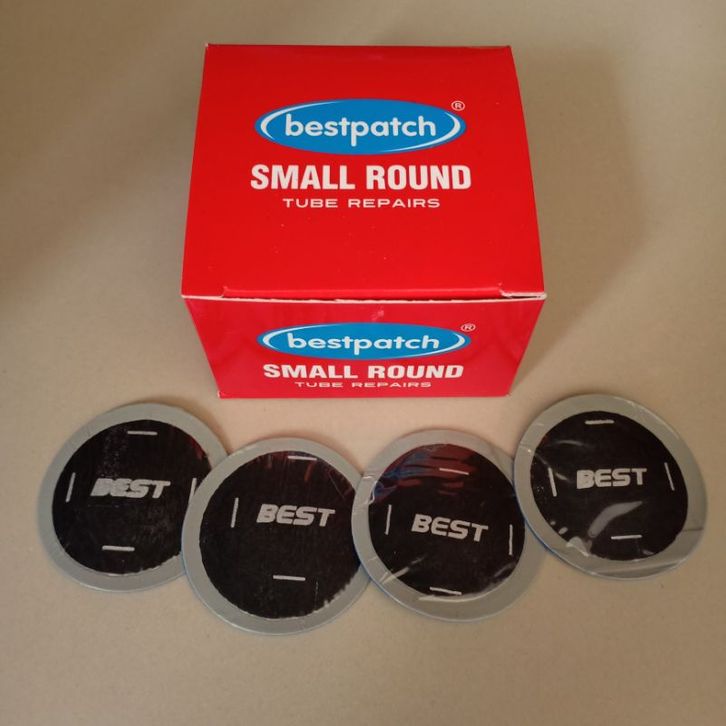 bestpatch ®
SMALL ROUND
TUBE REPAIRS
bestpatch ®
SMALL ROUND
TUBE REPAIRS
BEST
BEST
BEST
BEST